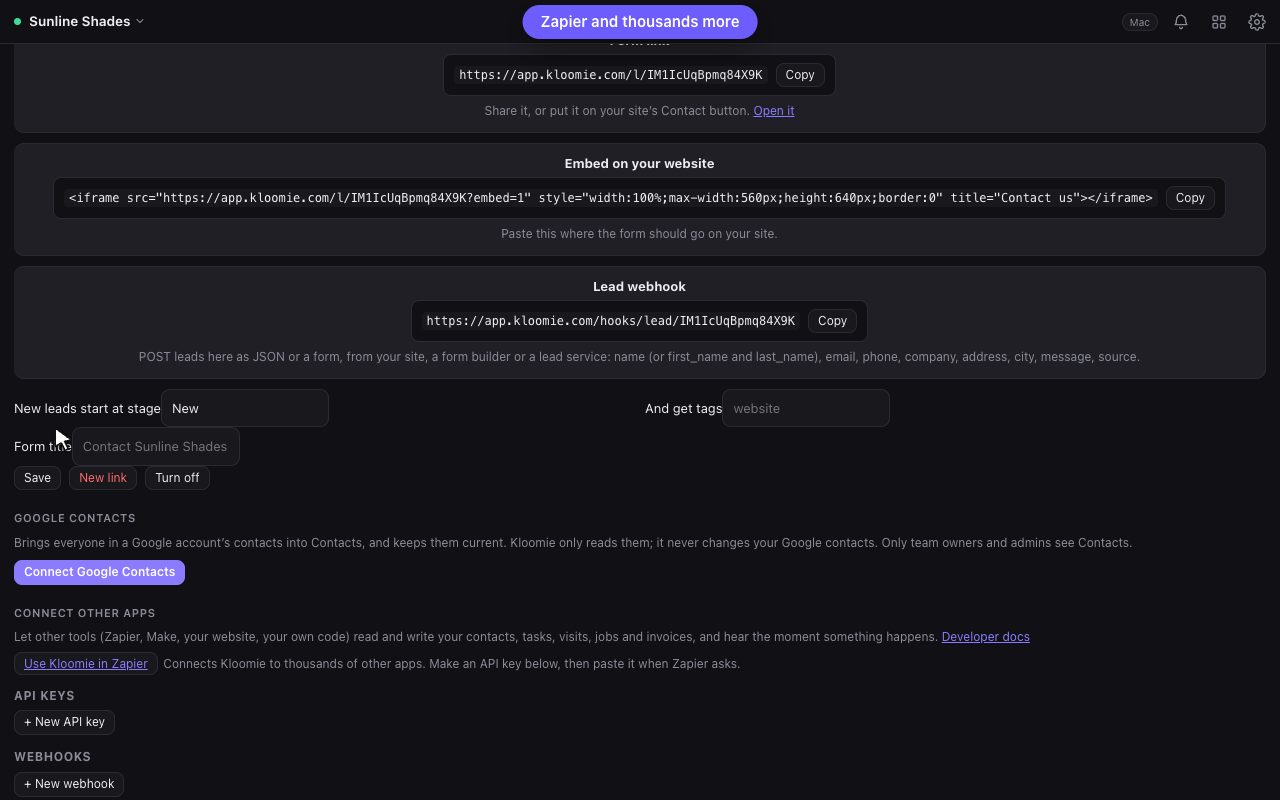 Sunline Shades
Zapier and thousands more
Mac
https://app.kloomie.com/l/IM1IcUqBpmq84X9K
Copy
Share it, or put it on your site's Contact button. Open it
Embed on your website
<iframe src="https://app.kloomie.com/l/IM1IcUqBpmq84X9K?embed=1" style="width:100%;max-width:560px;height:640px;border:0" title="Contact us"></iframe>
Copy
Paste this where the form should go on your site.
Lead webhook
https://app.kloomie.com/hooks/lead/IM1IcUqBpmq84X9K
Copy
POST leads here as JSON or a form, from your site, a form builder or a lead service: name (or first_name and last_name), email, phone, company, address, city, message, source.
New leads start at stage New
And get tags website
Form title Contact Sunline Shades
Save
New link
Turn off
GOOGLE CONTACTS
Brings everyone in a Google account's contacts into Contacts, and keeps them current. Kloomie only reads them; it never changes your Google contacts. Only team owners and admins see Contacts.
Connect Google Contacts
CONNECT OTHER APPS
Let other tools (Zapier, Make, your website, your own code) read and write your contacts, tasks, visits, jobs and invoices, and hear the moment something happens. Developer docs
Use Kloomie in Zapier Connects Kloomie to thousands of other apps. Make an API key below, then paste it when Zapier asks.
API KEYS
+ New API key
WEBHOOKS
+ New webhook